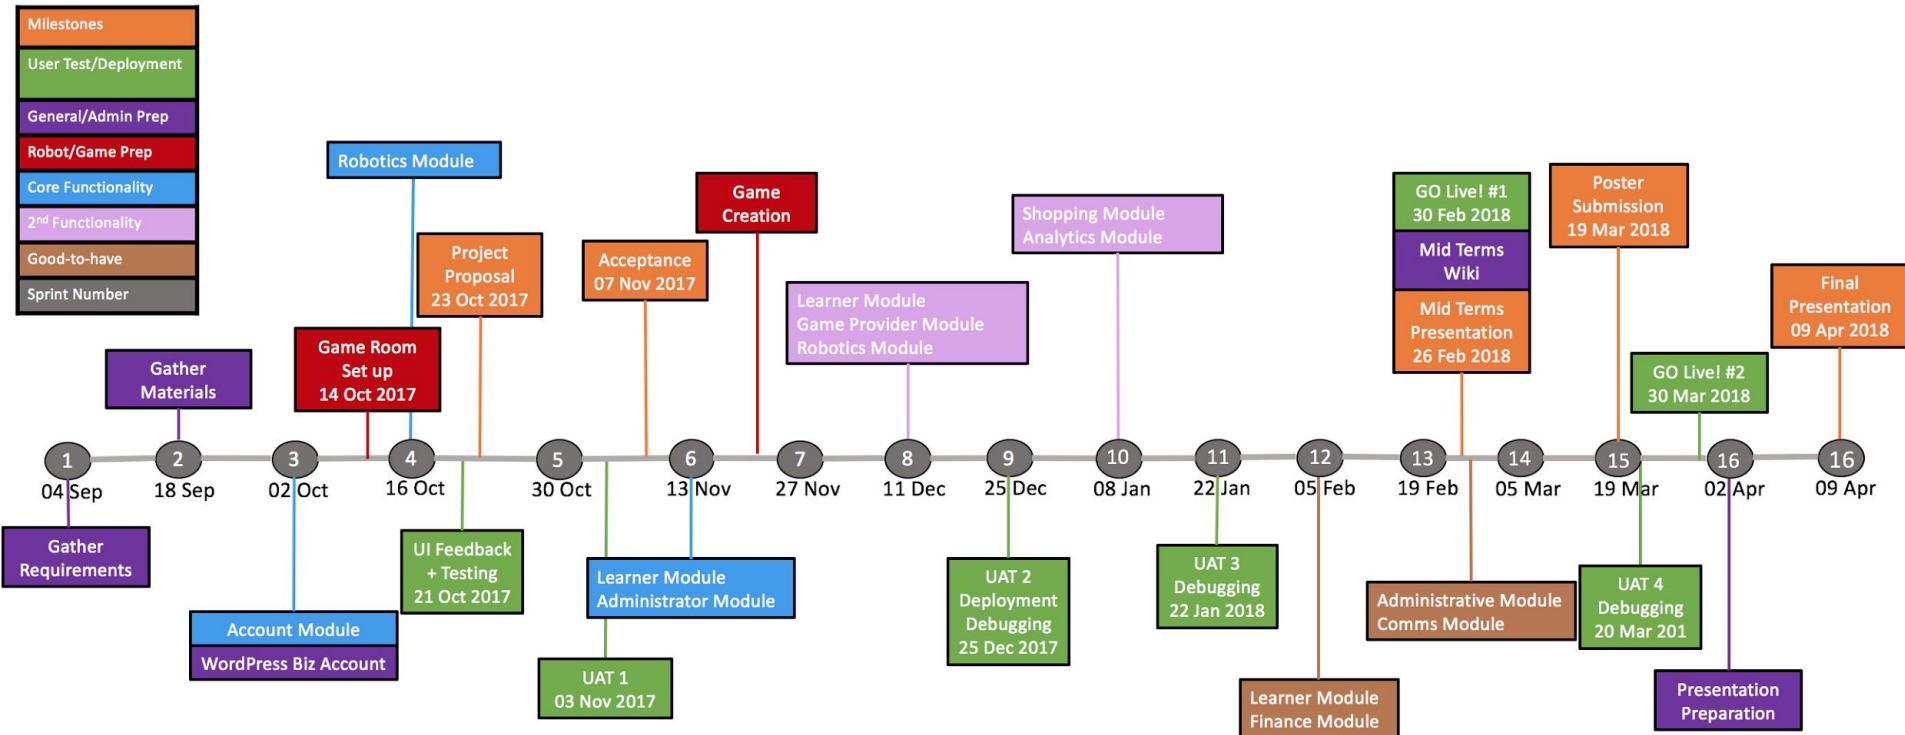 Milestones
User Test/Deployment
General/Admin Prep
Robot/Game Prep
Core Functionality
2nd Functionality
Good-to-have
Sprint Number
Robotics Module
Project
Proposal
23 Oct 2017
Game Room
Set up
14 Oct 2017
Gather
Materials
Acceptance
07 Nov 2017
Game
Creation
Learner Module
Game Provider Module
Robotics Module
Shopping Module
Analytics Module
GO Live! #1
30 Feb 2018
Mid Terms
Wiki
Mid Terms
Presentation
26 Feb 2018
Poster
Submission
19 Mar 2018
GO Live! #2
30 Mar 2018
Final
Presentation
09 Apr 2018
1 2 3 4 5 6 7 8 9 10 11 12 13 14 15 16 16
04 Sep 18 Sep 02 Oct 16 Oct 30 Oct 13 Nov 27 Nov 11 Dec 25 Dec 08 Jan 22 Jan 05 Feb 19 Feb 05 Mar 19 Mar 02 Apr 09 Apr
Gather
Requirements
Account Module
WordPress Biz Account
UI Feedback
+ Testing
21 Oct 2017
UAT 1
03 Nov 2017
Learner Module
Administrator Module
UAT 2
Deployment
Debugging
25 Dec 2017
UAT 3
Debugging
22 Jan 2018
Learner Module
Finance Module
Administrative Module
Comms Module
UAT 4
Debugging
20 Mar 201
Presentation
Preparation